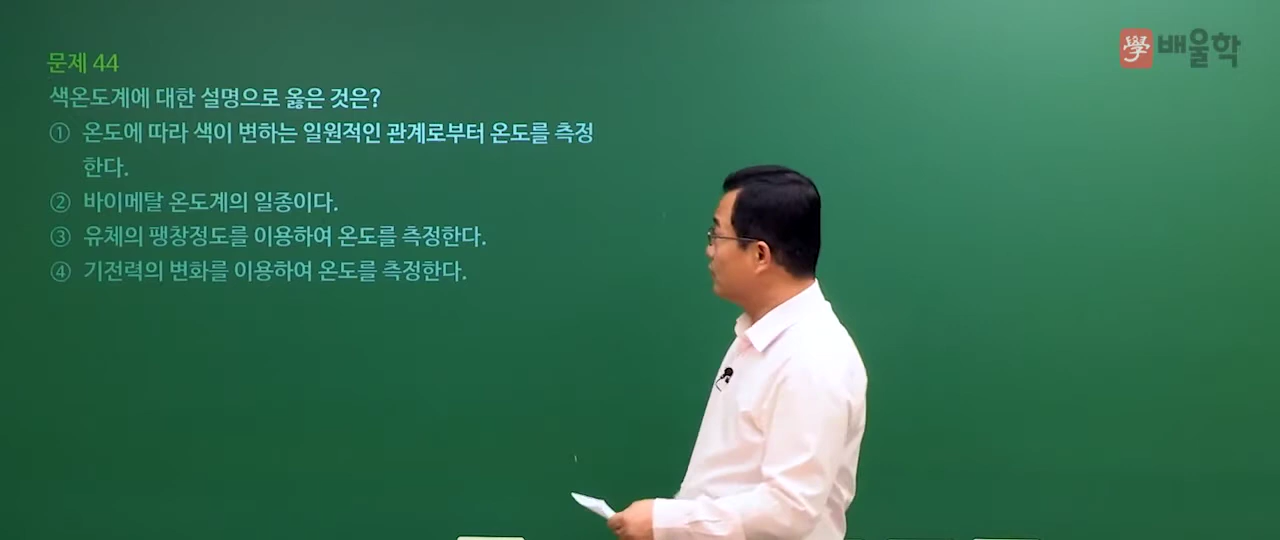 學 배울학
문제 44
색온도계에 대한 설명으로 옳은 것은?
① 온도에 따라 색이 변하는 일원적인 관계로부터 온도를 측정
한다.
② 바이메탈 온도계의 일종이다.
③ 유체의 팽창정도를 이용하여 온도를 측정한다.
④ 기전력의 변화를 이용하여 온도를 측정한다.